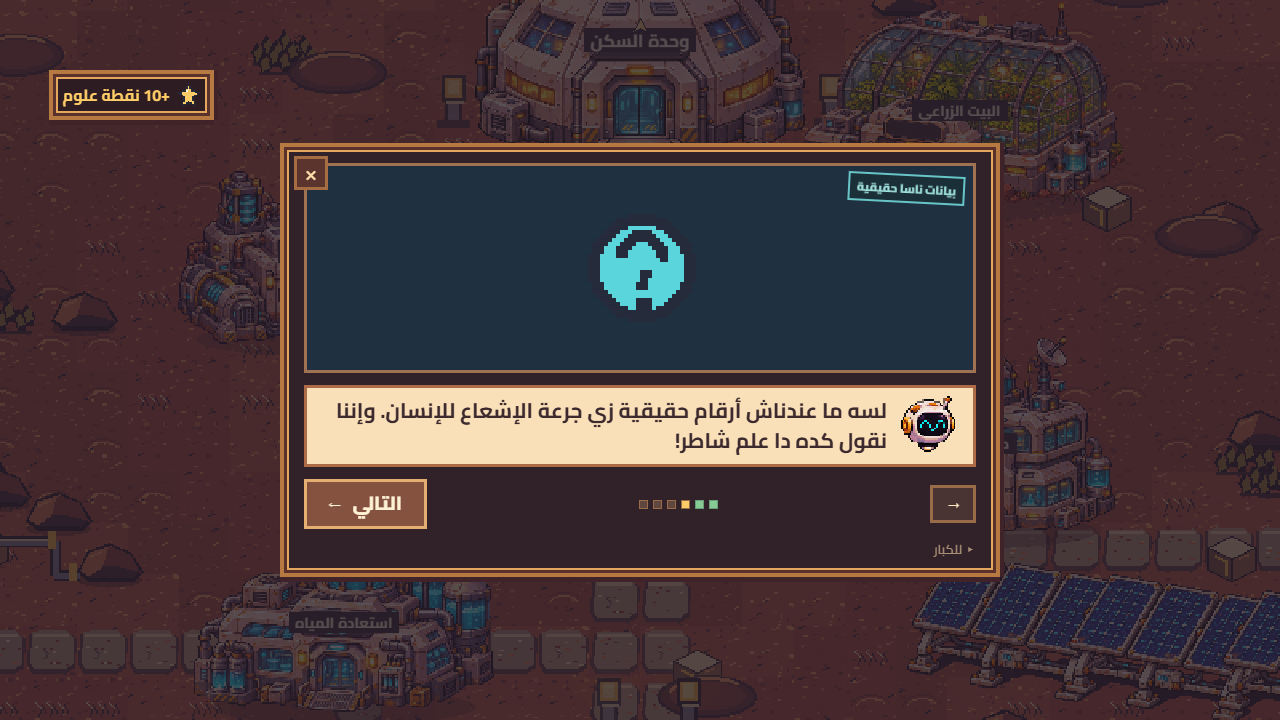 وحدة السكن
+10 نقطة علوم
البيت الزراعي
×
بيانات ناسا حقيقية
لسه ما عندناش أرقام حقيقية زي جرعة الإشعاع للإنسان. وإننا
نقول كده دا علم شاطر!
→
التالي ←
▸ للكبار
استعادة المياه